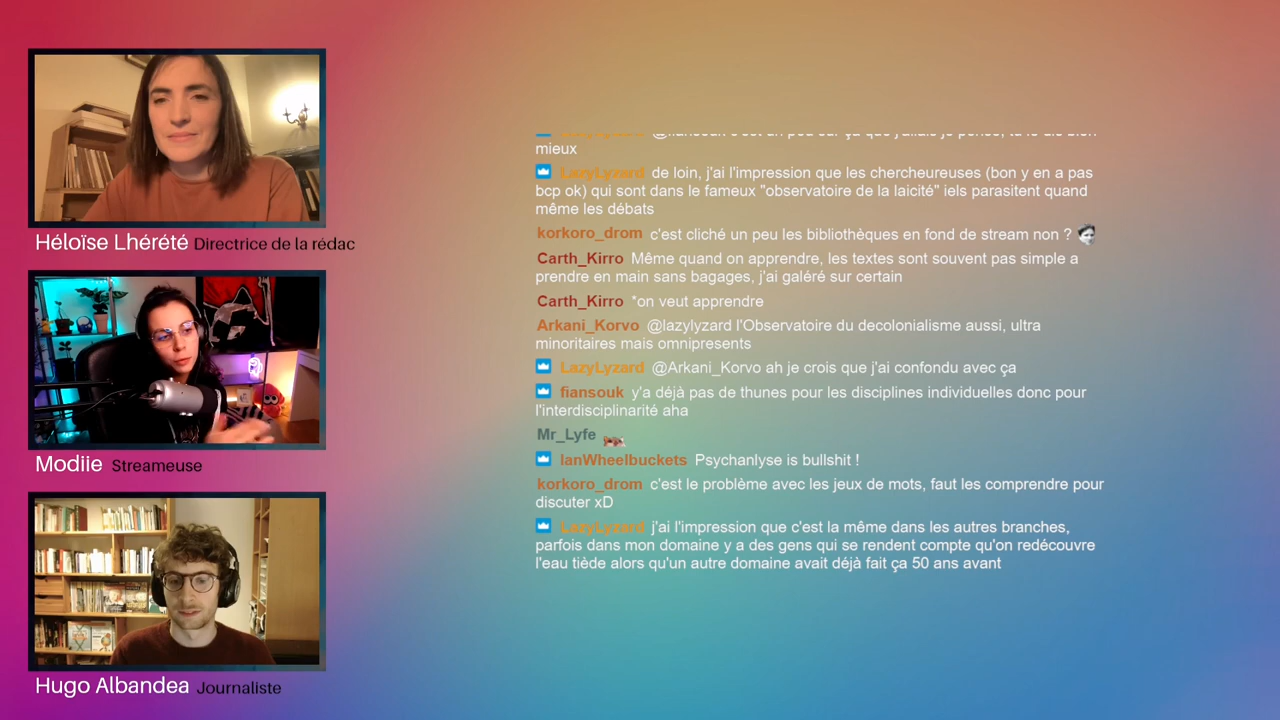 Héloïse Lhérété Directrice de la rédac
Modiie Streameuse
Hugo Albandea Journaliste
mieux
LazyLyzard de loin, j'ai l'impression que les chercheureuses (bon y en a pas
bcp ok) qui sont dans le fameux "observatoire de la laicité" iels parasitent quand
même les débats
korkoro_drom c'est cliché un peu les bibliothèques en fond de stream non ?
Carth_Kirro Même quand on apprendre, les textes sont souvent pas simple a
prendre en main sans bagages, j'ai galéré sur certain
Carth_Kirro *on veut apprendre
Arkani_Korvo @lazylyzard l'Observatoire du decolonialisme aussi, ultra
minoritaires mais omnipresents
LazyLyzard @Arkani_Korvo ah je crois que j'ai confondu avec ça
fiansouk y'a déjà pas de thunes pour les disciplines individuelles donc pour
l'interdisciplinarité aha
Mr_Lyfe
IanWheelbuckets Psychanlyse is bullshit !
korkoro_drom c'est le problème avec les jeux de mots, faut les comprendre pour
discuter xD
LazyLyzard j'ai l'impression que c'est la même dans les autres branches,
parfois dans mon domaine y a des gens qui se rendent compte qu'on redécouvre
l'eau tiède alors qu'un autre domaine avait déjà fait ça 50 ans avant